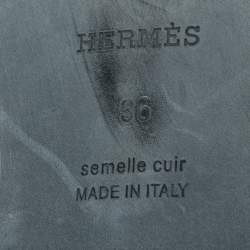 HERMÈS
36
semelle cuir
MADE IN ITALY